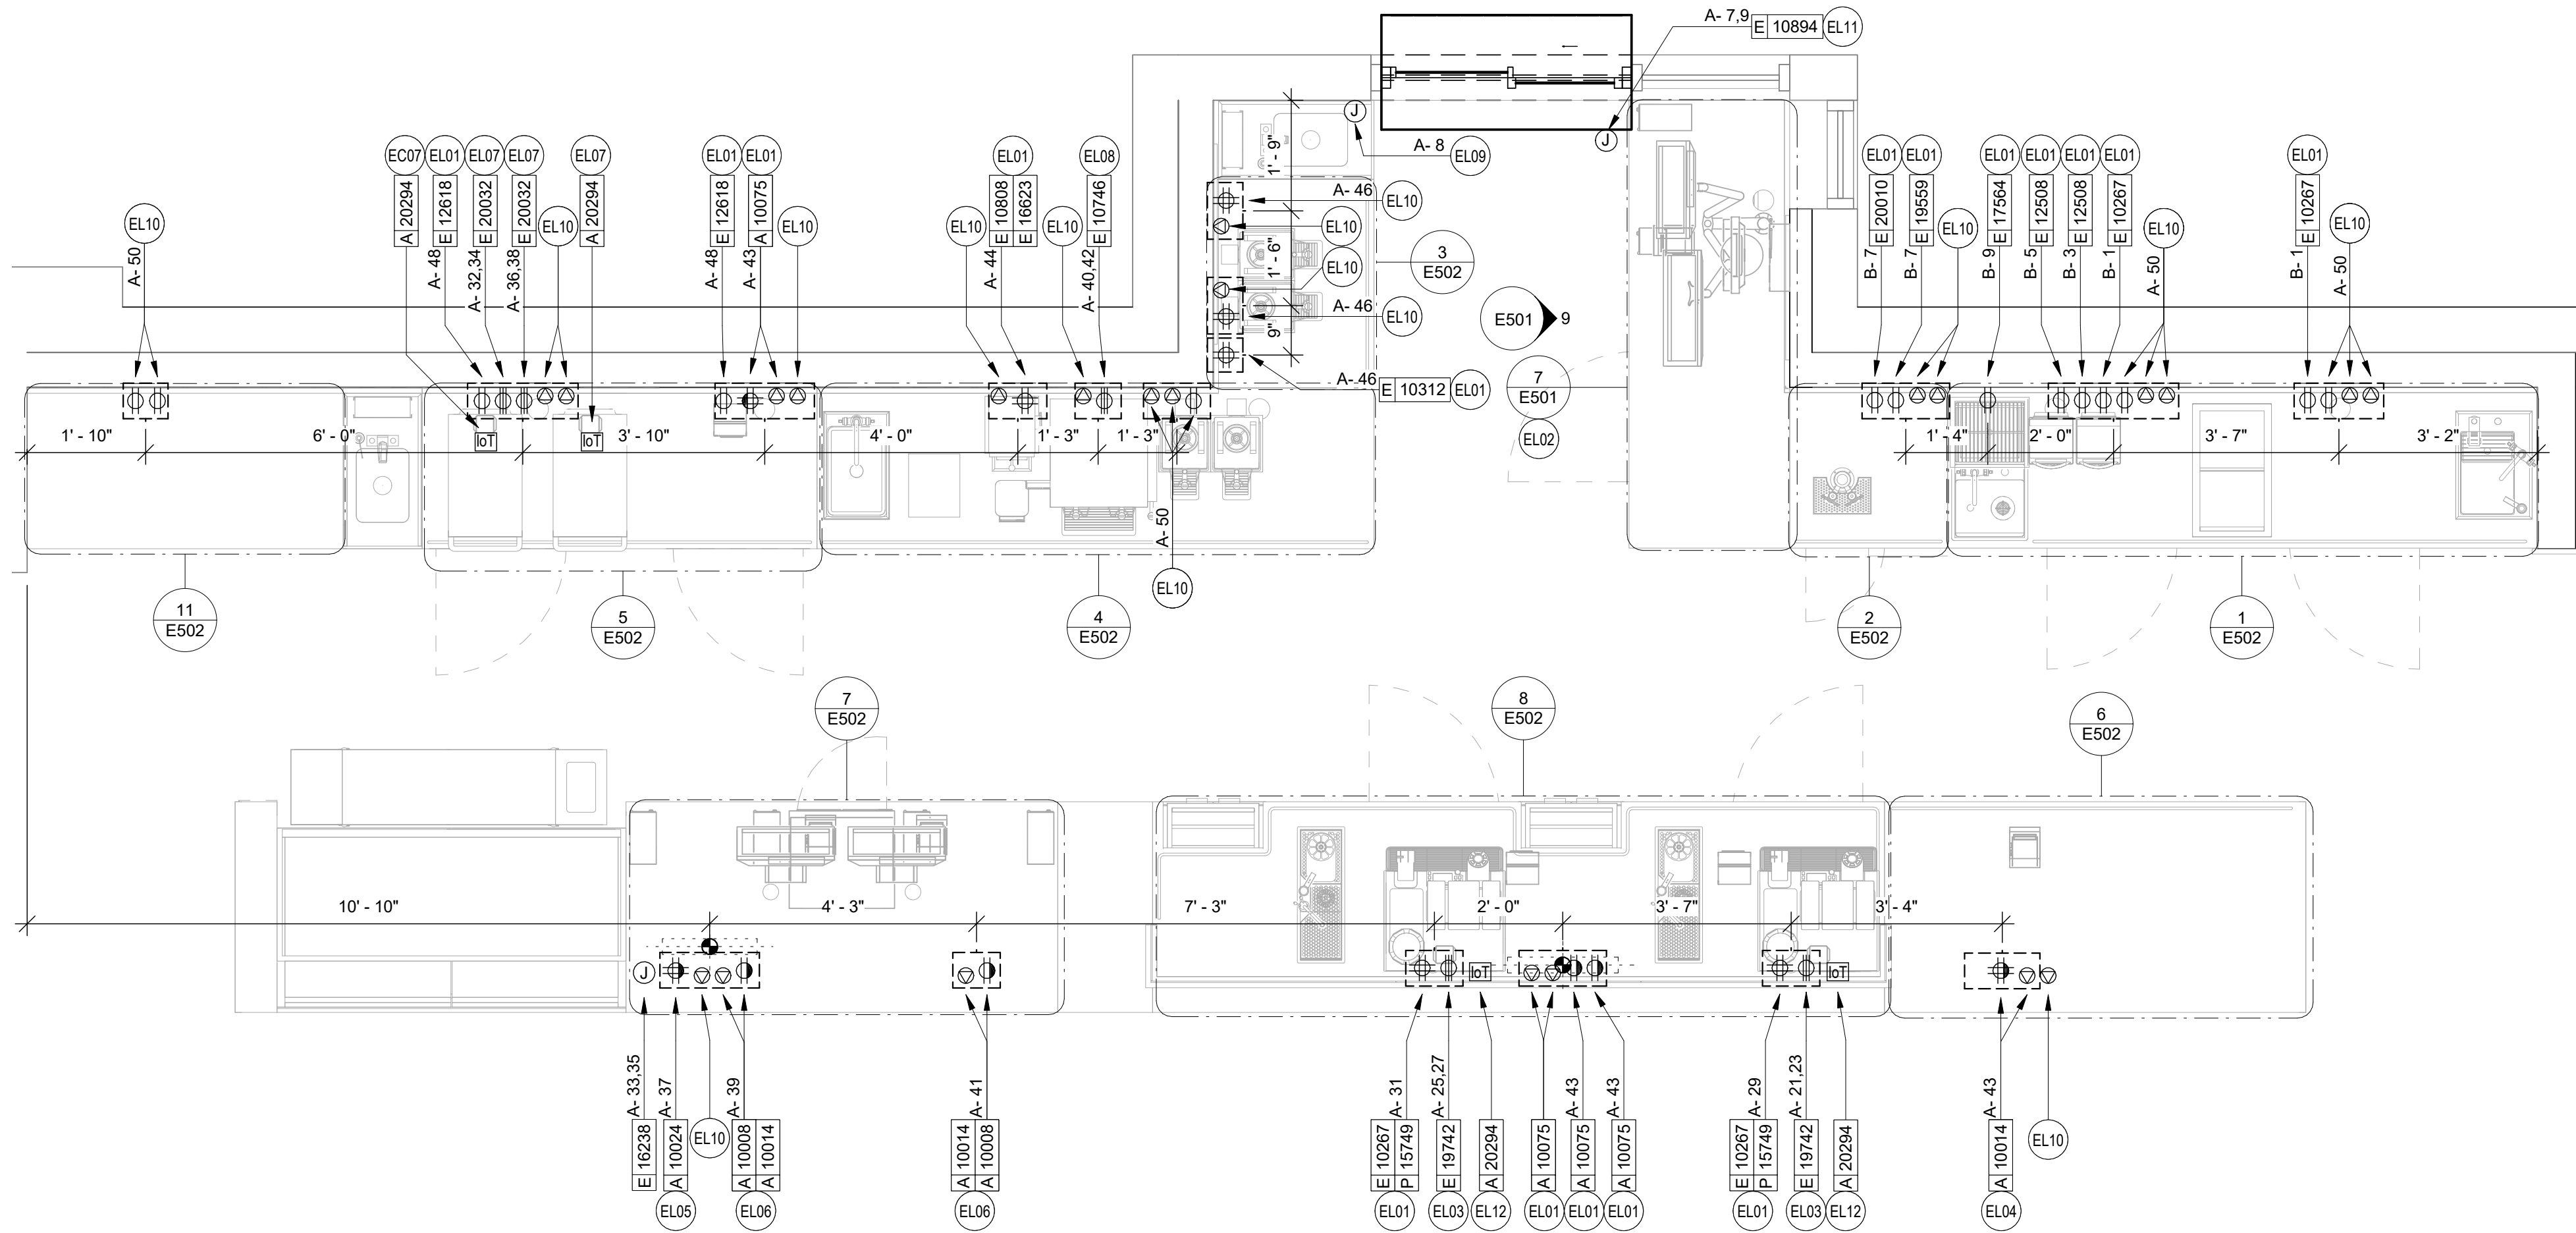 A- 7,9
E 10894
EL11
A- 8
EL09
EC07
EL01
EL07
EL07
EL07
EL01
EL01
EL01
EL08
A 20294
E 12618
E 20032
E 20032
A 20294
E 12618
A 10075
E 10808
E 16623
E 10746
EL10
EL10
EL10
EL10
EL10
A- 50
A- 48
A- 32,34
A- 36,38
A- 48
A- 43
A- 44
A- 40,42
J
J
1' - 9"
A- 46
EL10
EL10
1' - 6"
EL10
3
E502
A- 46
EL10
9"
A- 46
E 10312
EL01
E501
9
7
E501
EL02
EL01
EL01
EL01
EL01
EL01
EL01
EL01
E 20010
E 19559
E 17564
E 12508
E 12508
E 10267
E 10267
EL10
EL10
EL10
B- 7
B- 7
B- 9
B- 5
B- 3
B- 1
A- 50
B- 1
A- 50
1' - 10"
6' - 0"
IoT
IoT
3' - 10"
4' - 0"
1' - 3"
1' - 3"
1' - 4"
2' - 0"
3' - 7"
3' - 2"
A- 50
EL10
11
E502
5
E502
4
E502
2
E502
1
E502
7
E502
8
E502
6
E502
10' - 10"
4' - 3"
7' - 3"
2' - 0"
3' - 7"
3' - 4"
J
IoT
IoT
A- 33,35
A- 37
A- 39
A- 41
A- 31
A- 25,27
A- 43
A- 43
A- 29
A- 21,23
A- 43
E 16238
A 10024
EL10
A 10008
A 10014
A 10014
A 10008
E 10267
P 15749
E 19742
A 20294
A 10075
A 10075
A 10075
E 10267
P 15749
E 19742
A 20294
A 10014
EL10
EL05
EL06
EL06
EL01
EL03
EL12
EL01
EL01
EL01
EL01
EL03
EL12
EL04